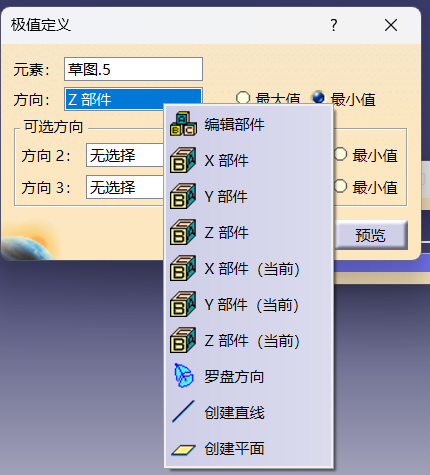 极值定义
?
元素：
草图.5
方向：
Z 部件
最大值
最小值
可选方向
方向 2：
无选择
最小值
方向 3：
无选择
最小值
预览
编辑部件
X 部件
Y 部件
Z 部件
X 部件（当前）
Y 部件（当前）
Z 部件（当前）
罗盘方向
创建直线
创建平面